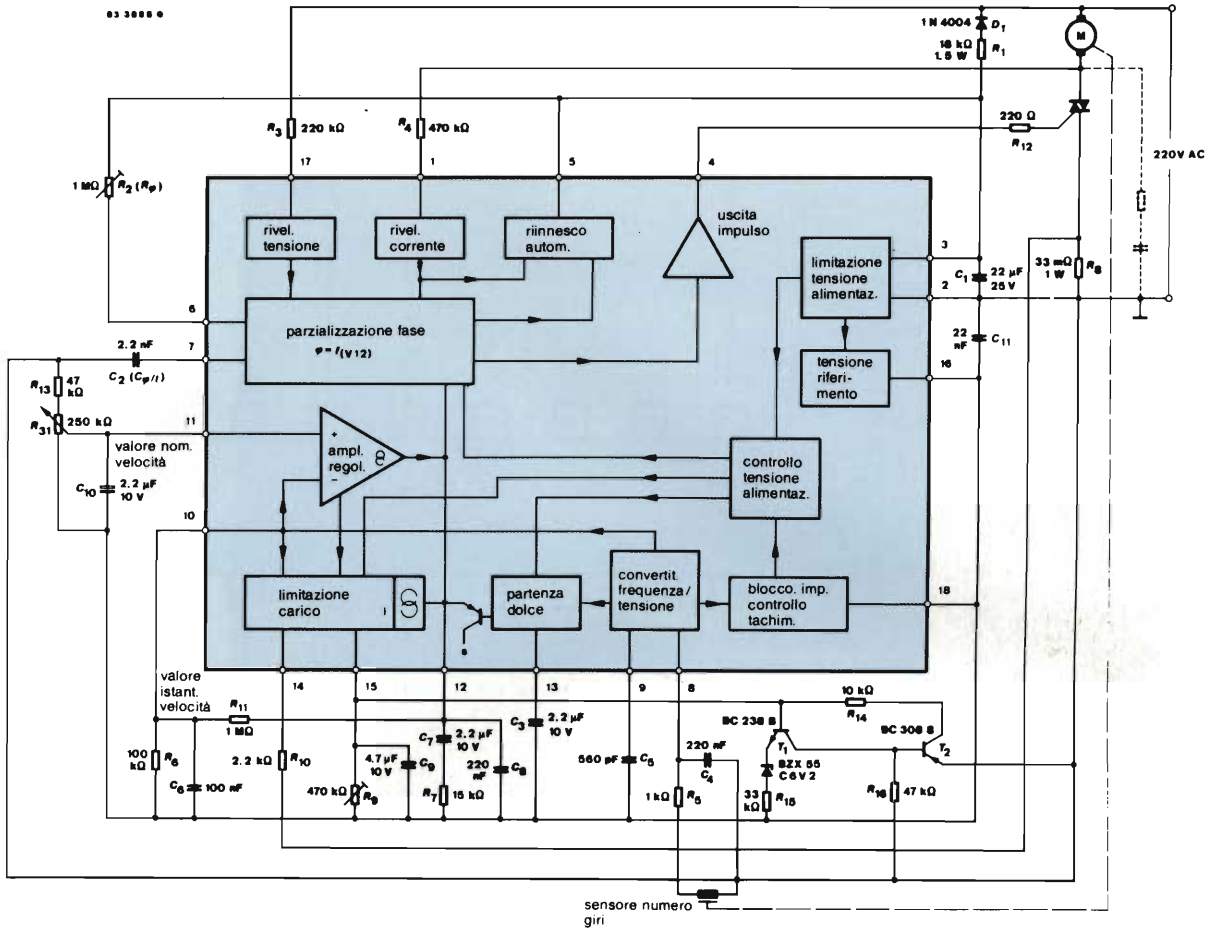 83 3885 e
1 N 4004 D1
18 kΩ R1
1.5 W
M
R3 220 kΩ
R4 470 kΩ
220 Ω
R12
220V AC
17
1
5
4
1 MΩ R2 (Rφ)
rivel.
tensione
rivel.
corrente
riinnesco
autom.
uscita
impulso
limitazione
tensione
alimentaz.
3
C1 22 µF
25 V
2
33 mΩ
1 W
R8
22
nF
C11
6
parzializzazione fase
φ = f(V12)
7
2.2 nF
C2 (Cφ/t)
tensione
riferi-
mento
16
R13 47
kΩ
R31 250 kΩ
11
valore nom.
velocità
C10 2.2 µF
10 V
+
ampl.
regol.
−
controllo
tensione
alimentaz.
10
limitazione
carico
I
partenza
dolce
convertit.
frequenza/
tensione
blocco. imp.
controllo
tachim.
18
14
15
12
13
9
8
valore
istant.
velocità
R11
1 MΩ
100
kΩ
R6
C6 100 nF
2.2 kΩ R10
4.7 µF
10 V
C9
470 kΩ R9
C7 2.2 µF
10 V
220
nF
C8
R7 15 kΩ
C3 2.2 µF
10 V
560 pF C5
220 nF
C4
1 kΩ R5
10 kΩ
R14
BC 238 B
T1
BC 308 B
T2
BZX 55
C 6 V 2
33
kΩ
R15
R16 47 kΩ
sensore numero
giri